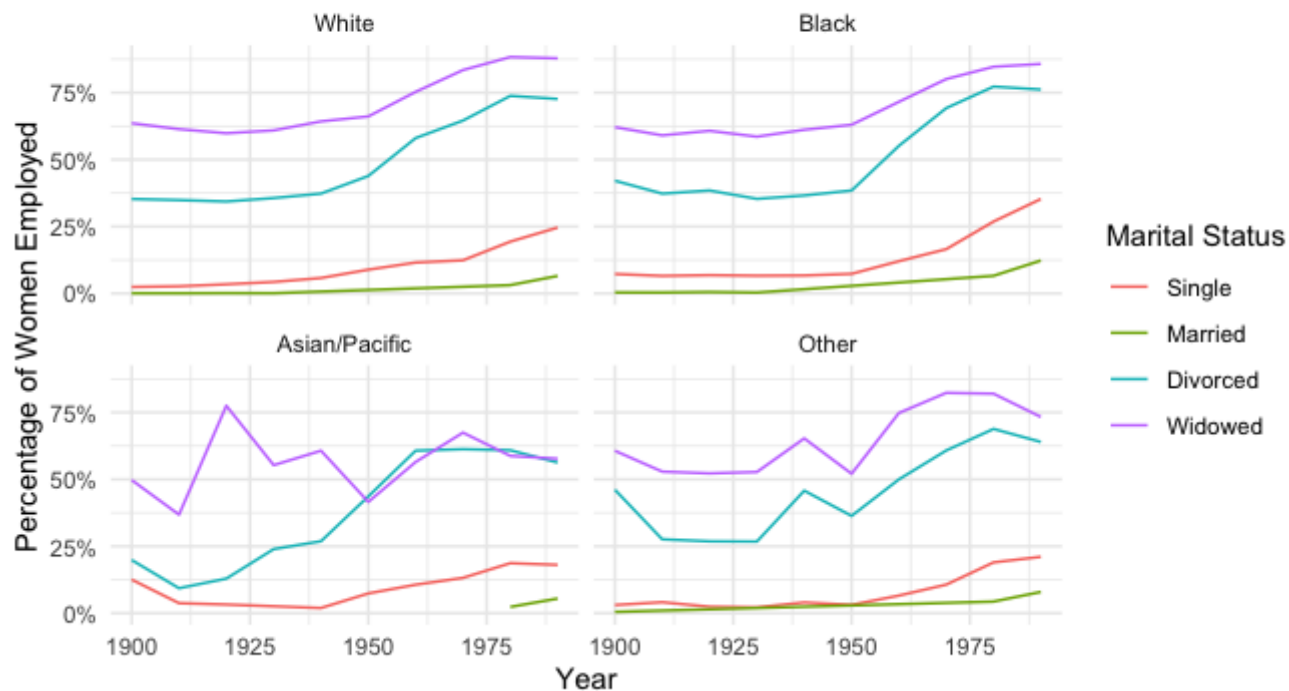 White
Black
75%
50%
25%
0%
Asian/Pacific
Other
75%
50%
25%
0%
1900 1925 1950 1975 1900 1925 1950 1975
Year
Percentage of Women Employed
Marital Status
Single
Married
Divorced
Widowed